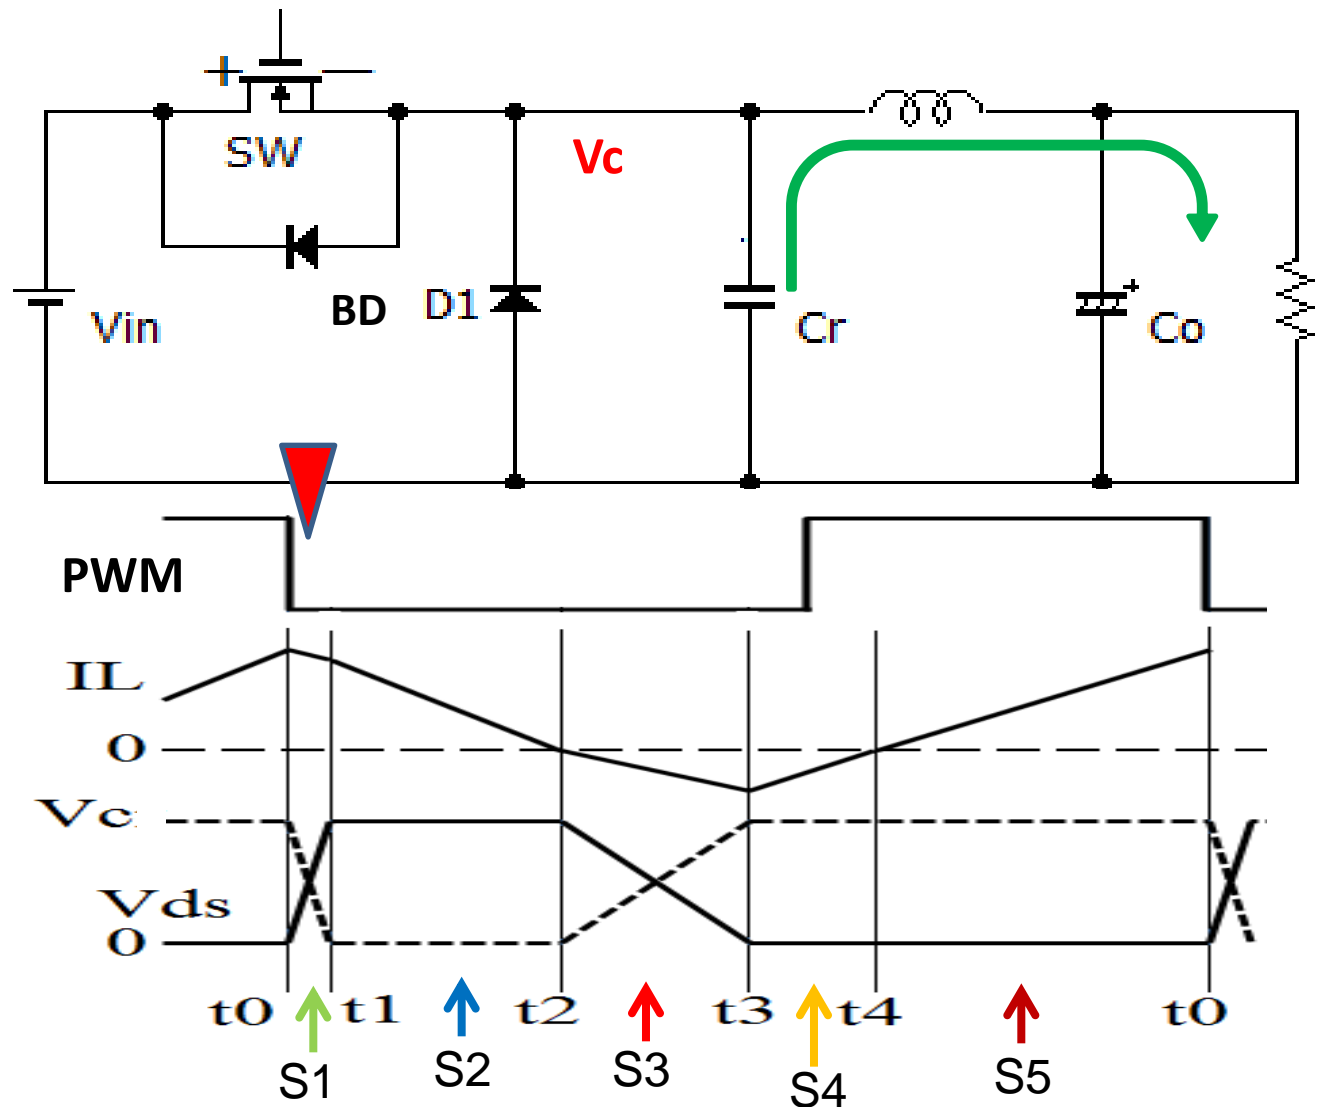 SW
Vc
BD
D1
Vin
Cr
+
Co
PWM
IL
0
Vc
Vds
0
t0 t1 t2 t3 t4 t0
S1 S2 S3 S4 S5